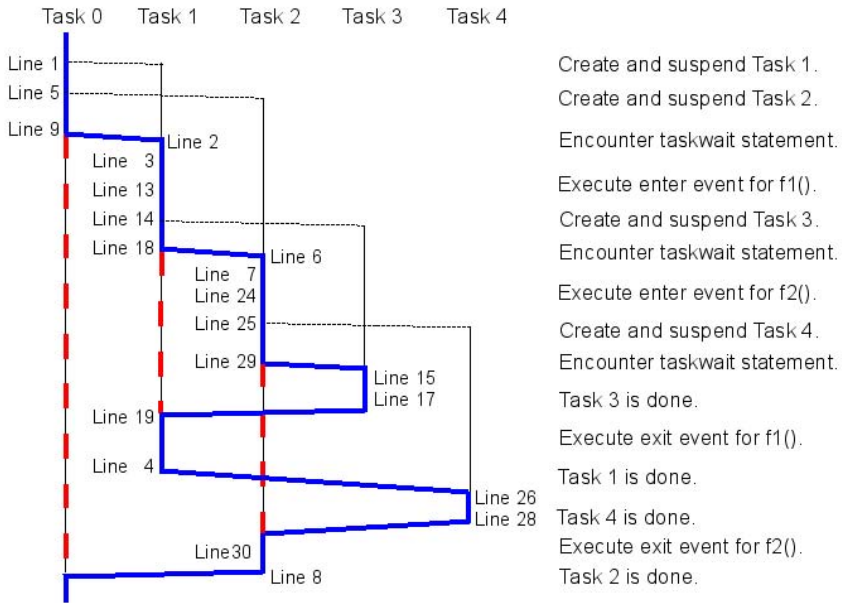 Task 0 Task 1 Task 2 Task 3 Task 4
Line 1 Create and suspend Task 1.
Line 5 Create and suspend Task 2.
Line 9 Line 2 Encounter taskwait statement.
Line 3
Line 13 Execute enter event for f1().
Line 14 Create and suspend Task 3.
Line 18 Line 6 Encounter taskwait statement.
Line 7
Line 24 Execute enter event for f2().
Line 25 Create and suspend Task 4.
Line 29 Encounter taskwait statement.
Line 15
Line 17 Task 3 is done.
Line 19 Execute exit event for f1().
Line 4 Task 1 is done.
Line 26
Line 28 Task 4 is done.
Line30 Execute exit event for f2().
Line 8 Task 2 is done.